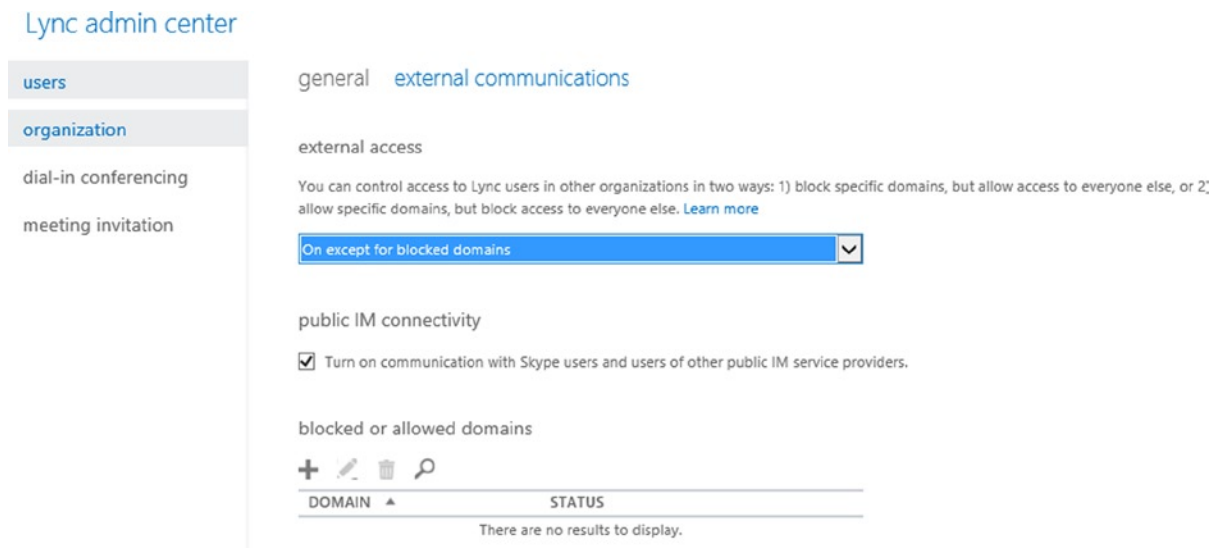 Lync admin center
users
organization
dial-in conferencing
meeting invitation
general external communications
external access
You can control access to Lync users in other organizations in two ways: 1) block specific domains, but allow access to everyone else, or 2)
allow specific domains, but block access to everyone else. Learn more
On except for blocked domains
public IM connectivity
Turn on communication with Skype users and users of other public IM service providers.
blocked or allowed domains
DOMAIN STATUS
There are no results to display.